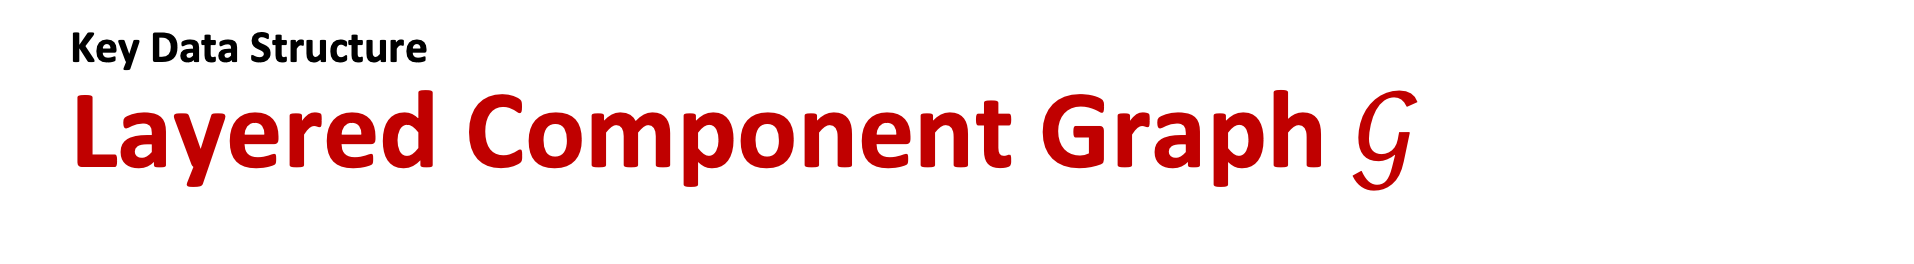 Key Data Structure
Layered Component Graph 𝒢